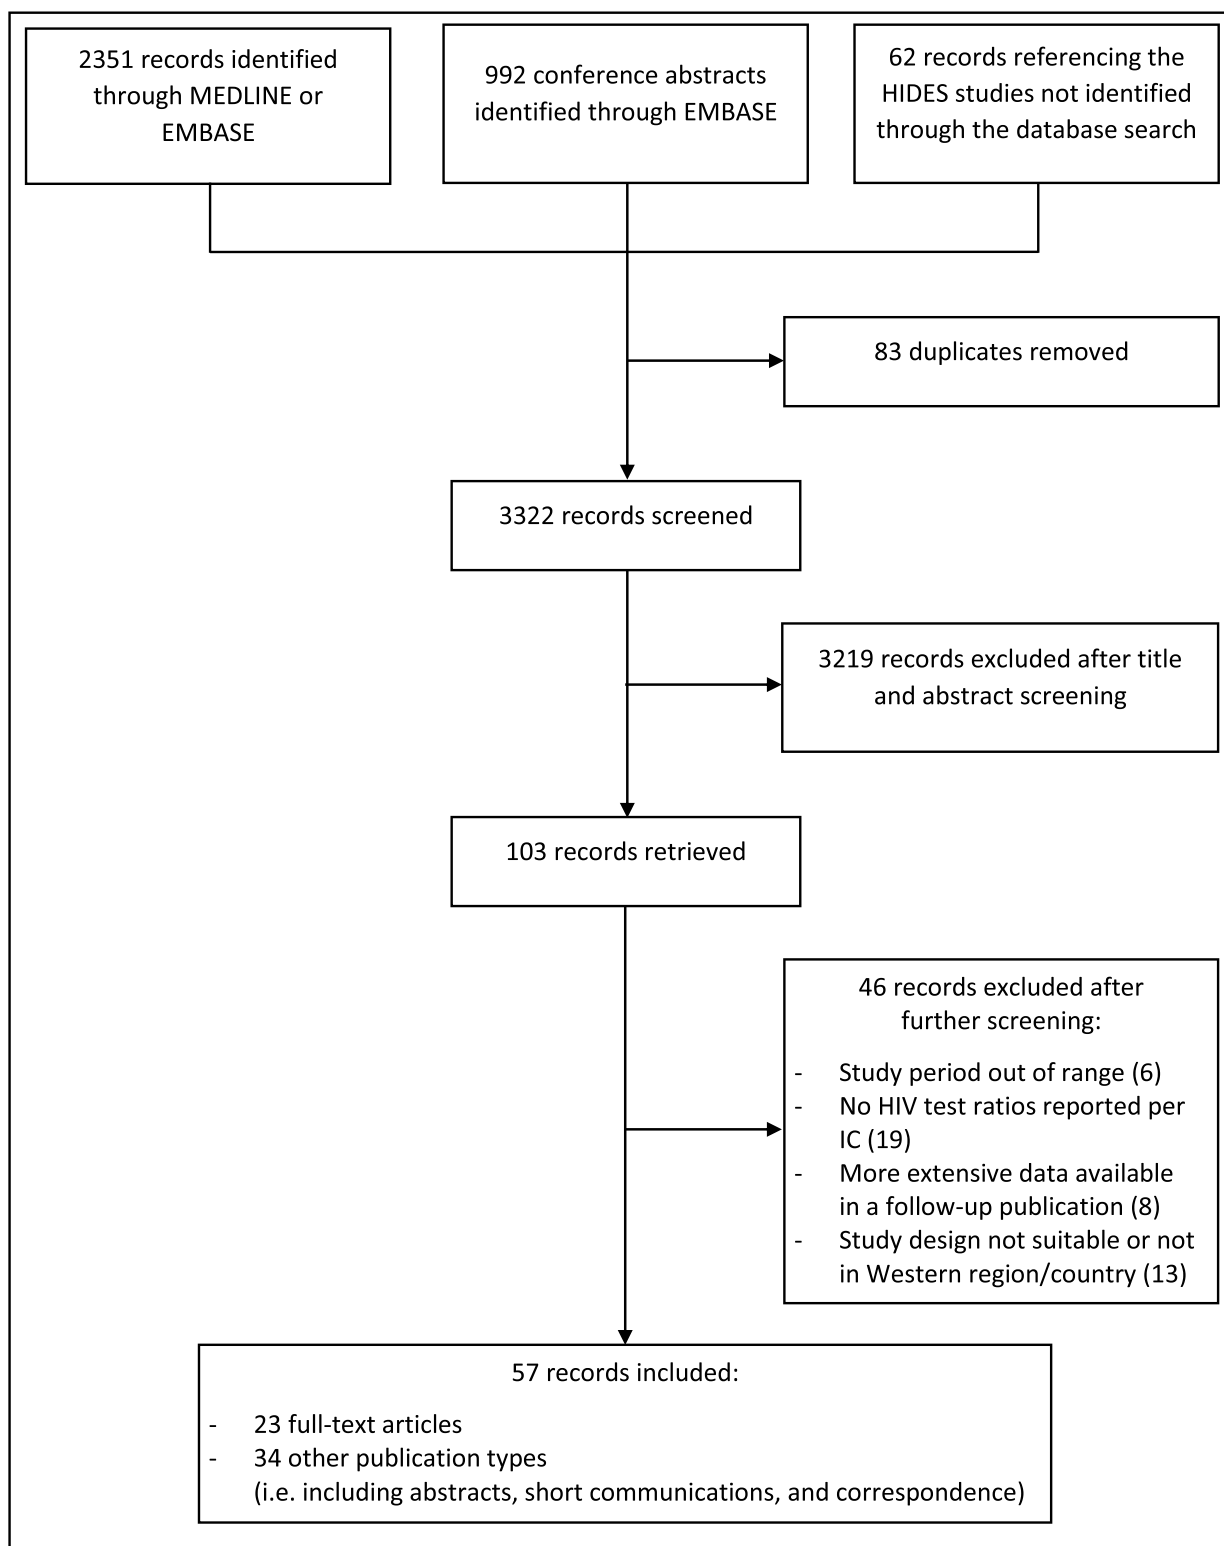 2351 records identified
through MEDLINE or
EMBASE
992 conference abstracts
identified through EMBASE
62 records referencing the
HIDES studies not identified
through the database search
83 duplicates removed
3322 records screened
3219 records excluded after title
and abstract screening
103 records retrieved
46 records excluded after
further screening:
- Study period out of range (6)
- No HIV test ratios reported per
IC (19)
- More extensive data available
in a follow-up publication (8)
- Study design not suitable or not
in Western region/country (13)
57 records included:
- 23 full-text articles
- 34 other publication types
(i.e. including abstracts, short communications, and correspondence)